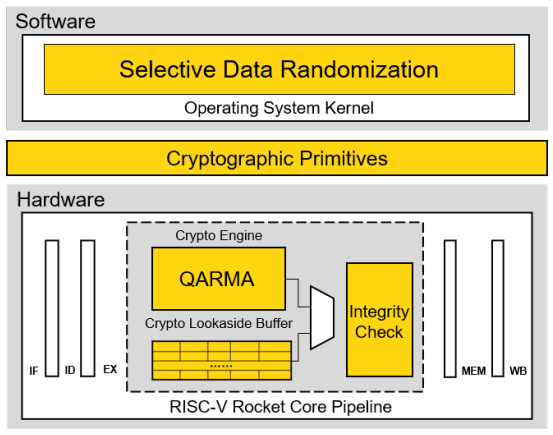 Software
Selective Data Randomization
Operating System Kernel
Cryptographic Primitives
Hardware
Crypto Engine
QARMA
Crypto Lookaside Buffer
......
Integrity
Check
IF
ID
EX
MEM
WB
RISC-V Rocket Core Pipeline